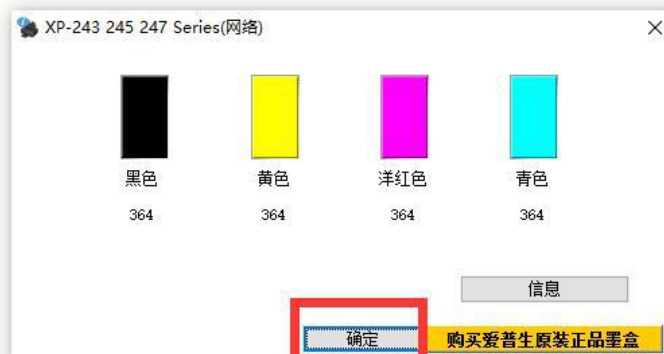 XP-243 245 247 Series(网络)
黑色 黄色 洋红色 青色
364 364 364 364
信息
确定 购买爱普生原装正品墨盒